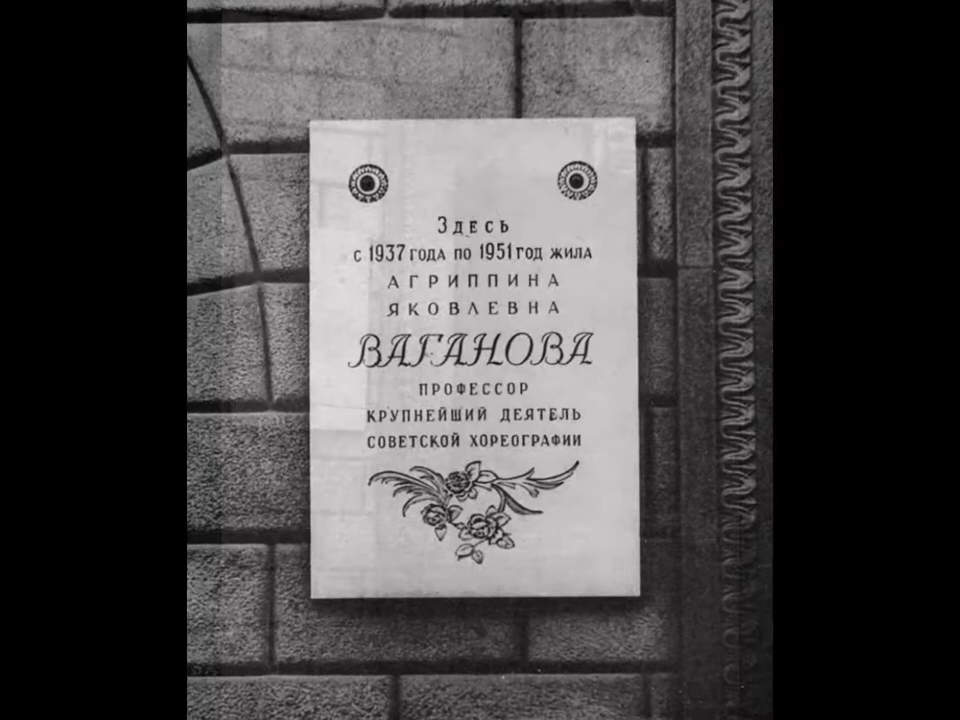 Здесь
с 1937 года по 1951 год жила
АГРИППИНА
ЯКОВЛЕВНА
ВАГАНОВА
ПРОФЕССОР
КРУПНЕЙШИЙ ДЕЯТЕЛЬ
СОВЕТСКОЙ ХОРЕОГРАФИИ